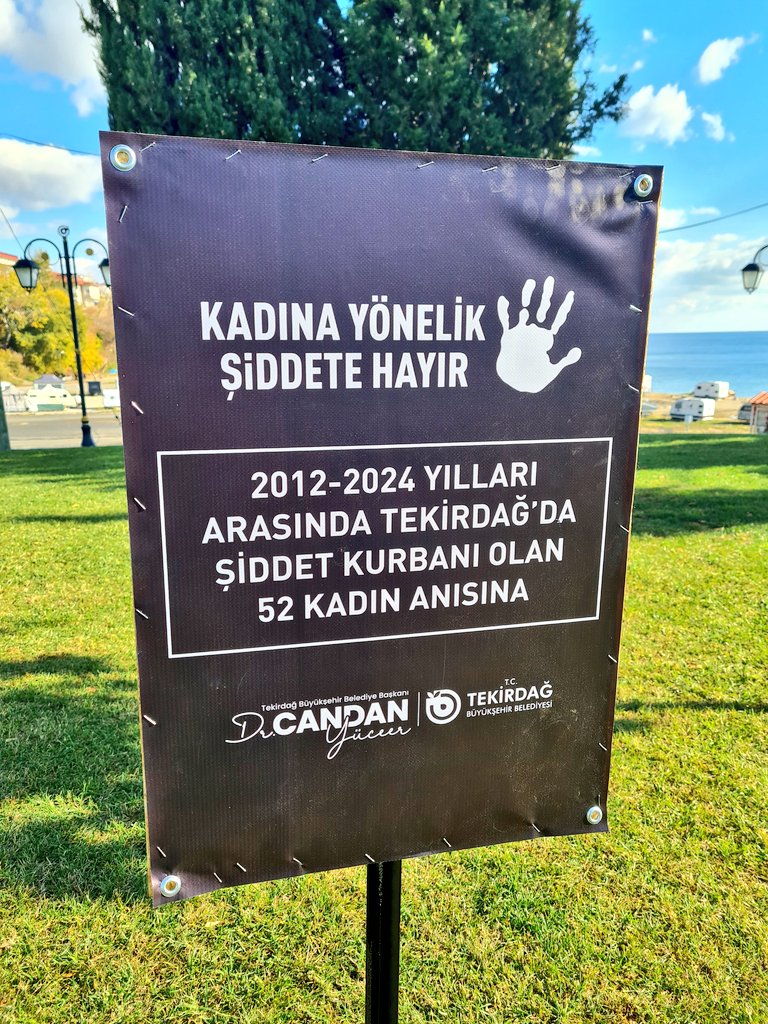 KADINA YÖNELİK
ŞİDDETE HAYIR
2012-2024 YILLARI
ARASINDA TEKİRDAĞ'DA
ŞİDDET KURBANI OLAN
52 KADIN ANISINA
Tekirdağ Büyükşehir Belediye Başkanı
Dr. CANDAN
Yüceer
T.C.
TEKİRDAĞ
BÜYÜKŞEHİR BELEDİYESİ